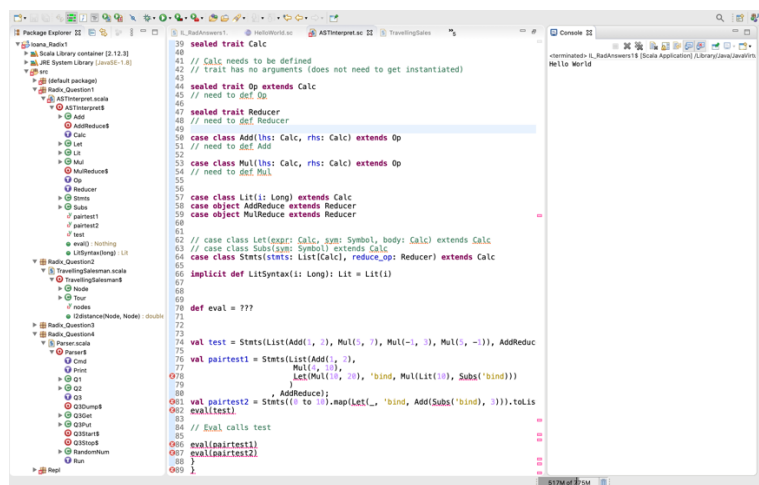 Package Explorer
Ioana_Radix1
Scala Library container [2.12.3]
JRE System Library [JavaSE-1.8]
src
(default package)
Radix_Question1
ASTInterpret.scala
ASTInterpret$
Add
AddReduce$
Calc
Let
Lit
Mul
MulReduce$
Op
Reducer
Stmts
Subs
pairtest1
pairtest2
test
eval() : Nothing
LitSyntax(long) : Lit
Radix_Question2
TravellingSalesman.scala
TravellingSalesman$
Node
Tour
nodes
l2distance(Node, Node) : double
Radix_Question3
Radix_Question4
Parser.scala
Parser$
Cmd
Print
Q1
Q2
Q3
Q3Dump$
Q3Get
Q3Put
Q3Start$
Q3Stop$
RandomNum
Run
Repl
IL_RadAnswers1.
HelloWorld.sc
ASTInterpret.sc
TravellingSales
39 sealed trait Calc
40
41 // Calc needs to be defined
42 // trait has no arguments (does not need to get instantiated)
43
44 sealed trait Op extends Calc
45 // need to def Op
46
47 sealed trait Reducer
48 // need to def Reducer
49
50 case class Add(lhs: Calc, rhs: Calc) extends Op
51 // need to def Add
52
53 case class Mul(lhs: Calc, rhs: Calc) extends Op
54 // need to def Mul
55
56
57 case class Lit(i: Long) extends Calc
58 case object AddReduce extends Reducer
59 case object MulReduce extends Reducer
60
61
62 // case class Let(expr: Calc, sym: Symbol, body: Calc) extends Calc
63 // case class Subs(sym: Symbol) extends Calc
64 case class Stmts(stmts: List[Calc], reduce_op: Reducer) extends Calc
65
66 implicit def LitSyntax(i: Long): Lit = Lit(i)
67
68
69
70 def eval = ???
71
72
73
74 val test = Stmts(List(Add(1, 2), Mul(5, 7), Mul(-1, 3), Mul(5, -1)), AddReduc
75
76 val pairtest1 = Stmts(List(Add(1, 2),
77 Mul(4, 10),
78 Let(Mul(10, 20), 'bind, Mul(Lit(10), Subs('bind)))
79 )
80 , AddReduce);
81 val pairtest2 = Stmts((0 to 10).map(Let(_, 'bind, Add(Subs('bind), 3))).toLis
82 eval(test)
83
84 // Eval calls test
85
86 eval(pairtest1)
87 eval(pairtest2)
88 }
89 }
Console
<terminated> IL_RadAnswers1$ [Scala Application] /Library/Java/JavaVirtu
Hello World
517M of 775M